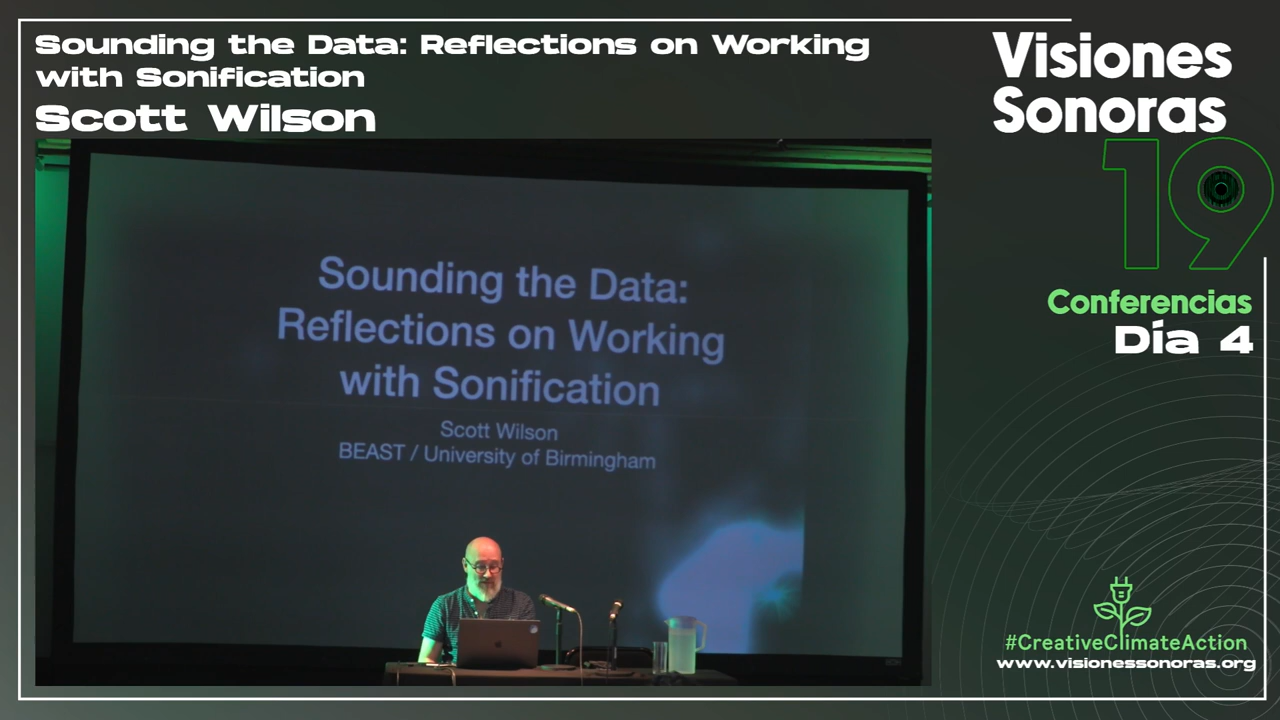 Sounding the Data: Reflections on Working
with Sonification
Scott Wilson
Visiones
Sonoras
19
Conferencias
Día 4
Sounding the Data:
Reflections on Working
with Sonification
Scott Wilson
BEAST / University of Birmingham
#CreativeClimateAction
www.visionessonoras.org